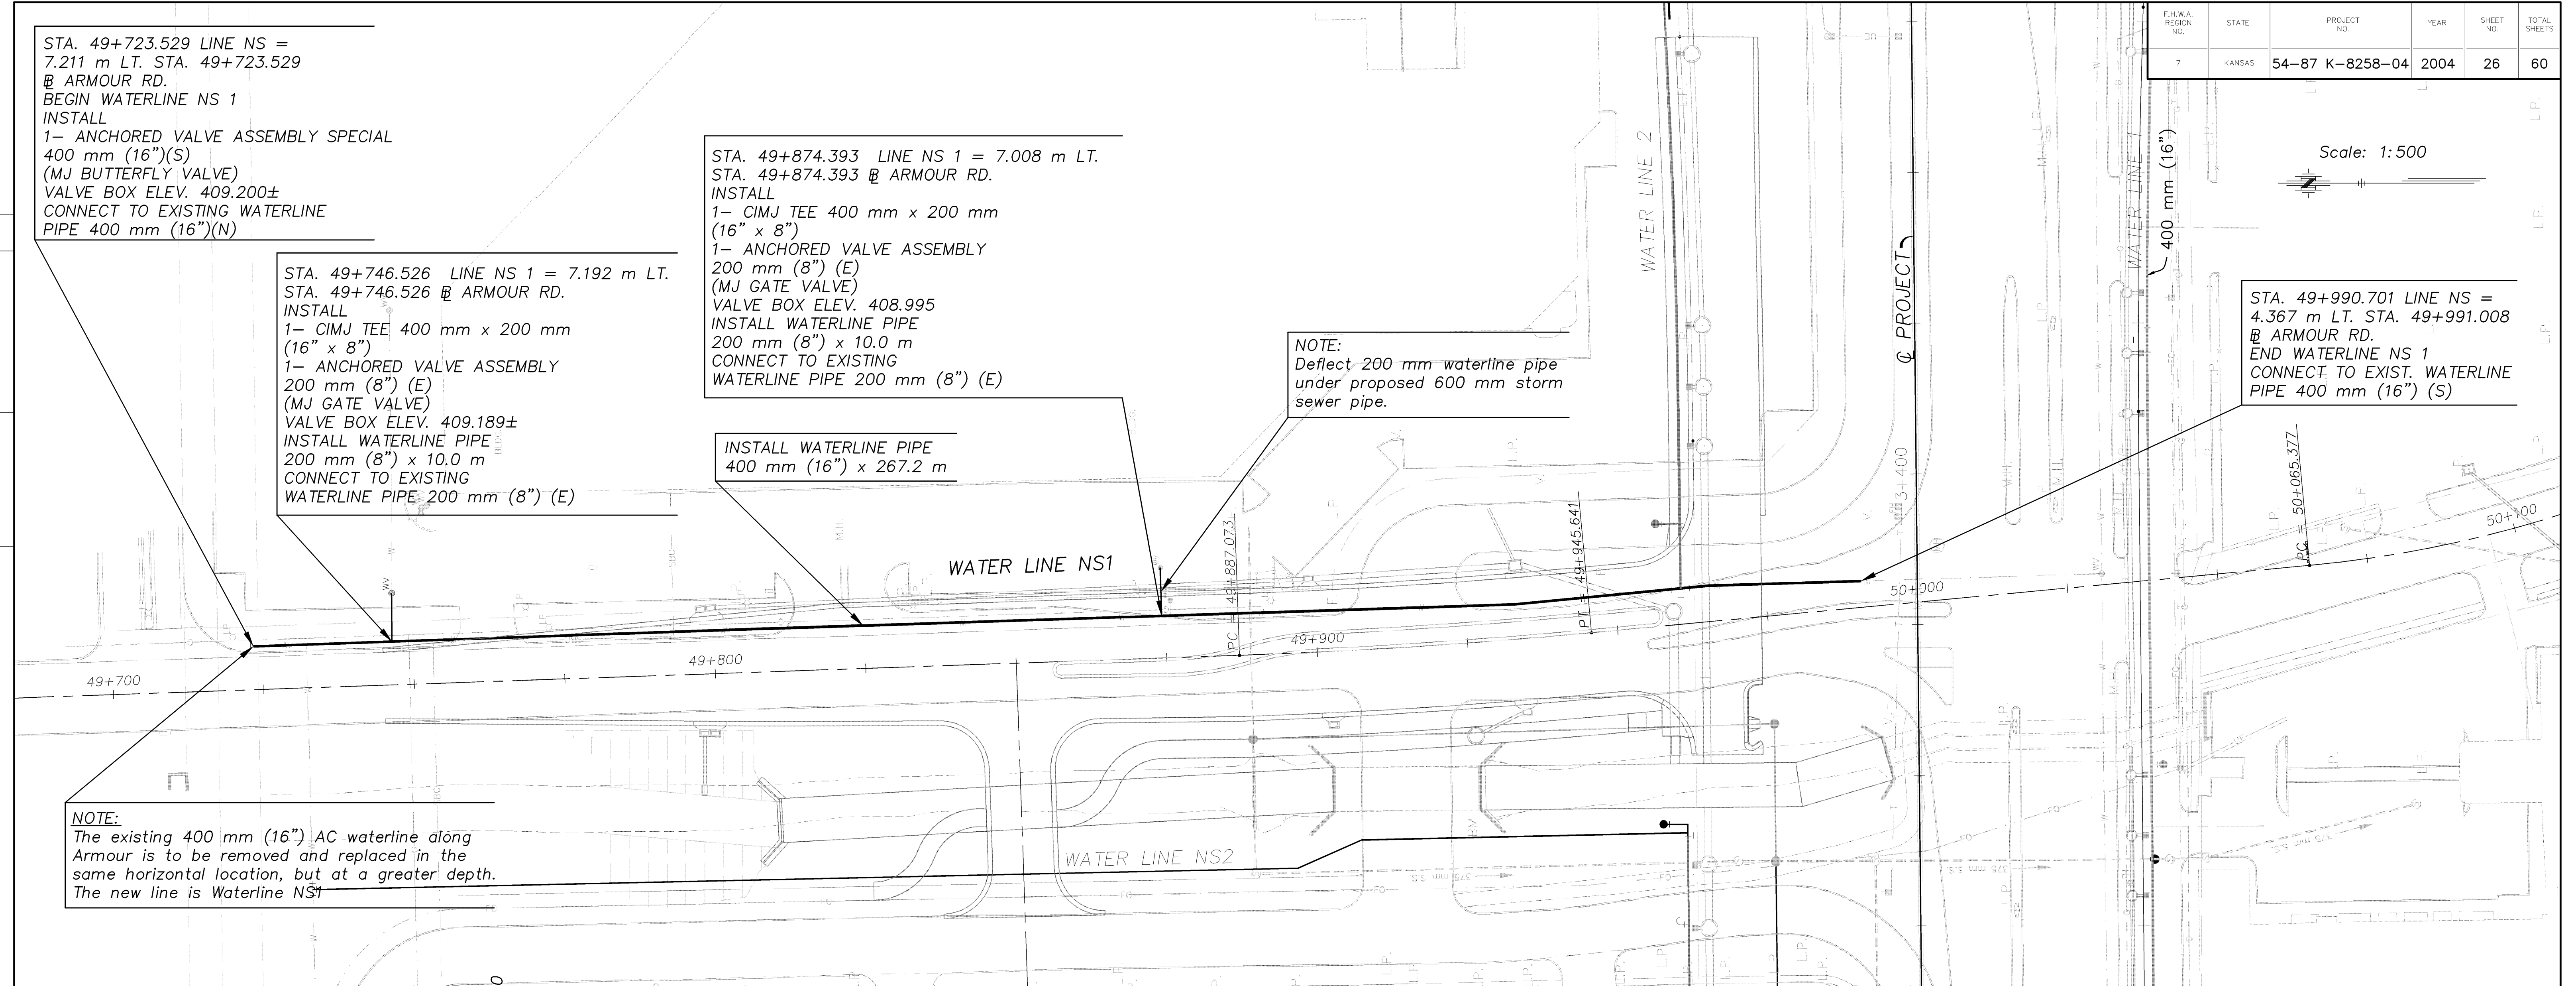 STA. 49+723.529 LINE NS =
7.211 m LT. STA. 49+723.529
℄ ARMOUR RD.
BEGIN WATERLINE NS 1
INSTALL
1– ANCHORED VALVE ASSEMBLY SPECIAL
400 mm (16")(S)
(MJ BUTTERFLY VALVE)
VALVE BOX ELEV. 409.200±
CONNECT TO EXISTING WATERLINE
PIPE 400 mm (16")(N)
STA. 49+746.526 LINE NS 1 = 7.192 m LT.
STA. 49+746.526 ℄ ARMOUR RD.
INSTALL
1– CIMJ TEE 400 mm x 200 mm
(16" x 8")
1– ANCHORED VALVE ASSEMBLY
200 mm (8") (E)
(MJ GATE VALVE)
VALVE BOX ELEV. 409.189±
INSTALL WATERLINE PIPE
200 mm (8") x 10.0 m
CONNECT TO EXISTING
WATERLINE PIPE 200 mm (8") (E)
STA. 49+874.393 LINE NS 1 = 7.008 m LT.
STA. 49+874.393 ℄ ARMOUR RD.
INSTALL
1– CIMJ TEE 400 mm x 200 mm
(16" x 8")
1– ANCHORED VALVE ASSEMBLY
200 mm (8") (E)
(MJ GATE VALVE)
VALVE BOX ELEV. 408.995
INSTALL WATERLINE PIPE
200 mm (8") x 10.0 m
CONNECT TO EXISTING
WATERLINE PIPE 200 mm (8") (E)
INSTALL WATERLINE PIPE
400 mm (16") x 267.2 m
NOTE:
Deflect 200 mm waterline pipe
under proposed 600 mm storm
sewer pipe.
F.H.W.A. REGION NO. STATE PROJECT NO. YEAR SHEET NO. TOTAL SHEETS
7 KANSAS 54–87 K–8258–04 2004 26 60
Scale: 1:500
STA. 49+990.701 LINE NS =
4.367 m LT. STA. 49+991.008
℄ ARMOUR RD.
END WATERLINE NS 1
CONNECT TO EXIST. WATERLINE
PIPE 400 mm (16") (S)
WATER LINE 2
℄ PROJECT
WATER LINE 1
400 mm (16")
3+400
WATER LINE NS1
PC = 49+887.073
PT = 49+945.641
PC = 50+065.377
49+700
49+800
49+900
50+000
50+100
NOTE:
The existing 400 mm (16") AC waterline along
Armour is to be removed and replaced in the
same horizontal location, but at a greater depth.
The new line is Waterline NS1
WATER LINE NS2
375 mm S.S.
375 mm S.S.
375 mm S.S.